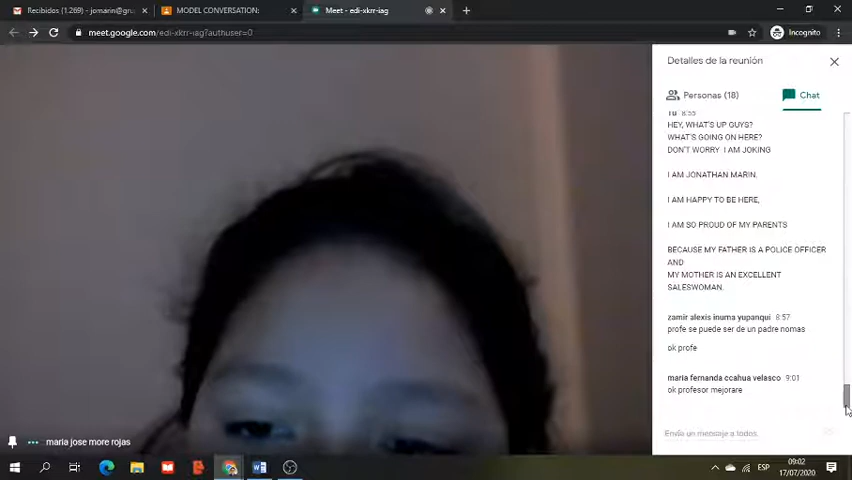 Recibidos (1.269) - jomarin@gru
MODEL CONVERSATION:
Meet - edi-xkrr-iag
meet.google.com/edi-xkrr-iag?authuser=0
Incognito
Detalles de la reunión
Personas (18)
Chat
Tú 8:55
HEY, WHAT'S UP GUYS?
WHAT'S GOING ON HERE?
DON'T WORRY I AM JOKING
I AM JONATHAN MARIN.
I AM HAPPY TO BE HERE,
I AM SO PROUD OF MY PARENTS
BECAUSE MY FATHER IS A POLICE OFFICER
AND
MY MOTHER IS AN EXCELLENT
SALESWOMAN.
zamir alexis inuma yupanqui 8:57
profe se puede ser de un padre nomas
ok profe
maria fernanda ccahua velasco 9:01
ok profesor mejorare
Envía un mensaje a todos.
maria jose more rojas
ESP
09:02
17/07/2020